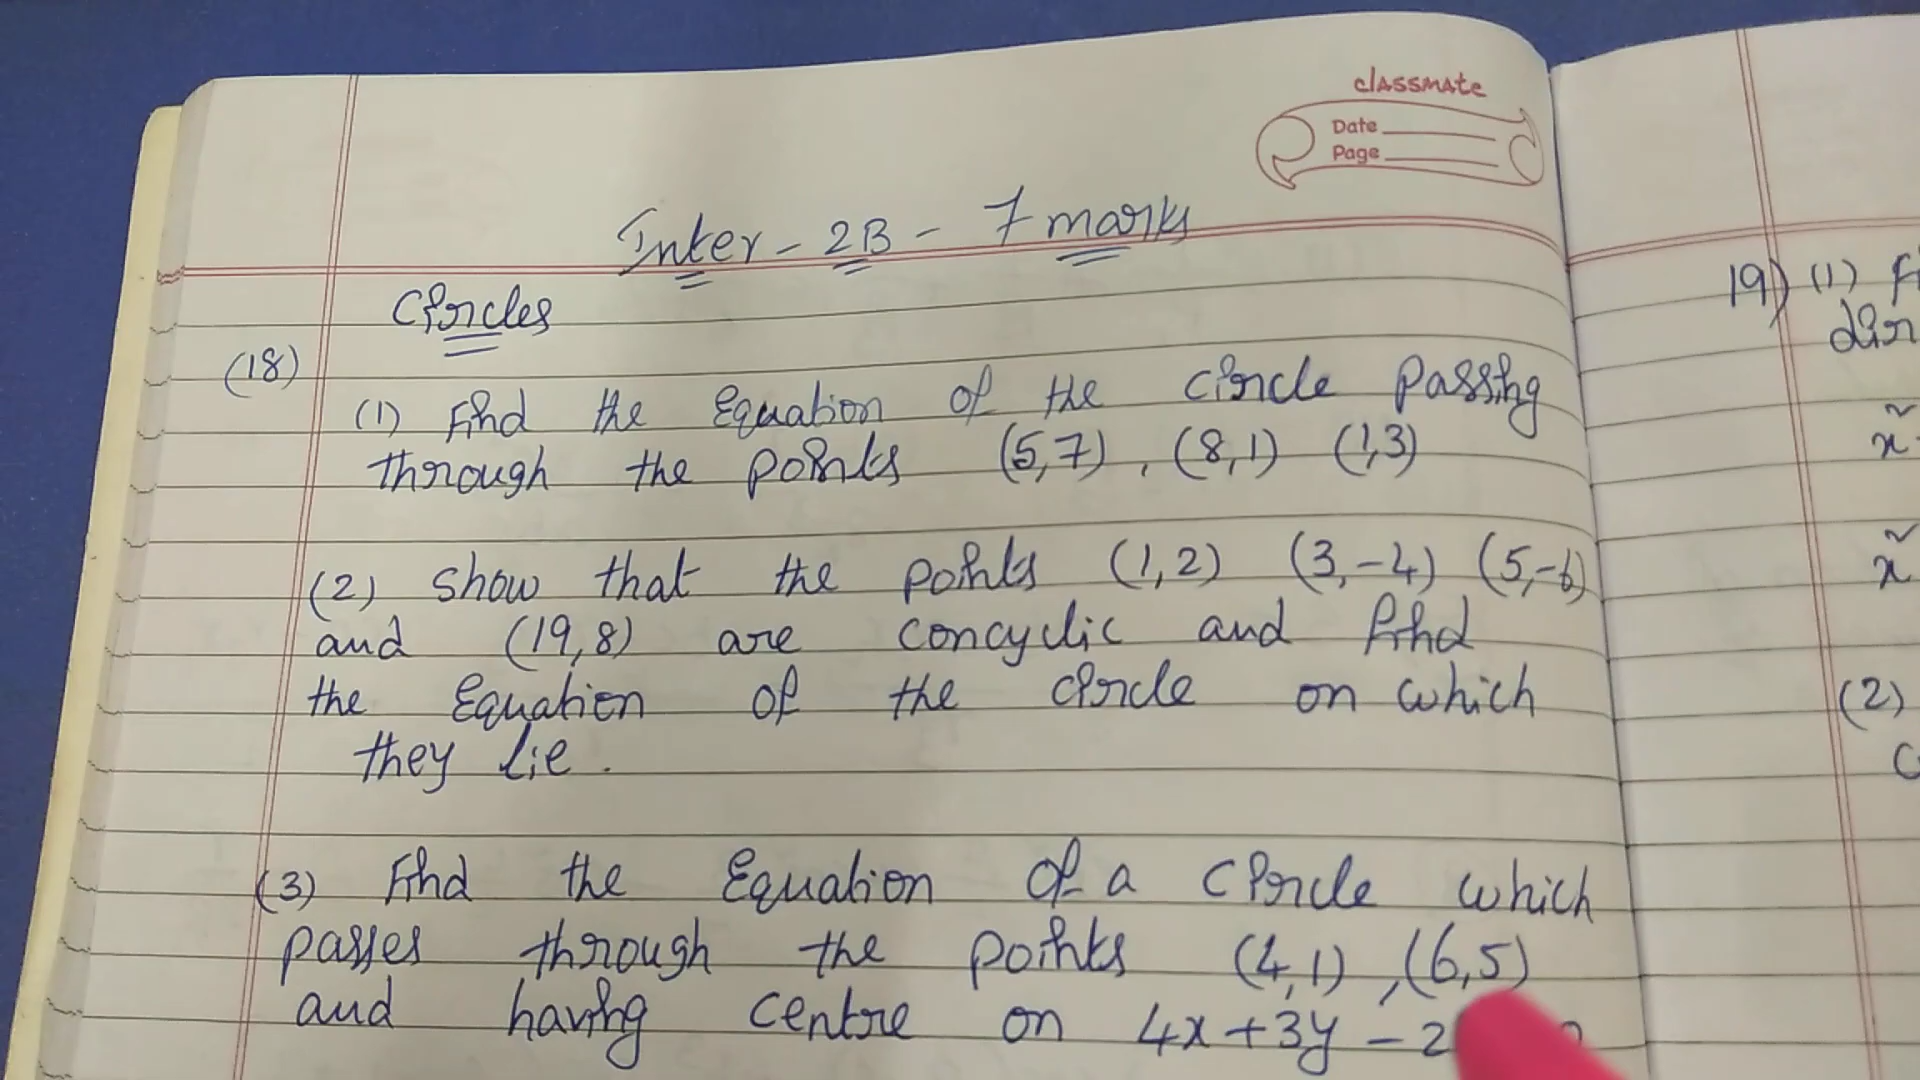 classmate
Date
Page
Inter - 2B - 7 marks
Circles
(18)
(1) Find the Equation of the circle passing
through the points (5,7), (8,1) (1,3)
(2) show that the points (1,2) (3,-4) (5,-6)
and (19,8) are concyclic and find
the Equation of the circle on which
they lie.
(3) Find the Equation of a circle which
passes through the points (4,1), (6,5)
and having centre on 4x+3y-2
19) (1)
(2)